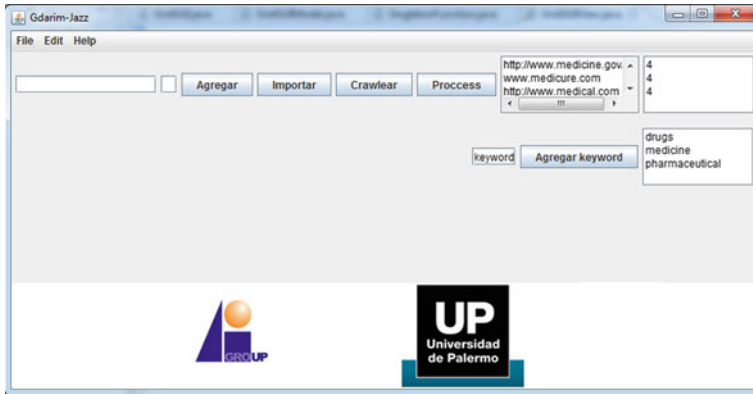 Gdarim-Jazz
File Edit Help
Agregar Importar Crawlear Proccess
http://www.medicine.gov.
www.medicure.com
http://www.medical.com
4
4
4
keyword Agregar keyword
drugs
medicine
pharmaceutical
GROUP
UP
Universidad
de Palermo